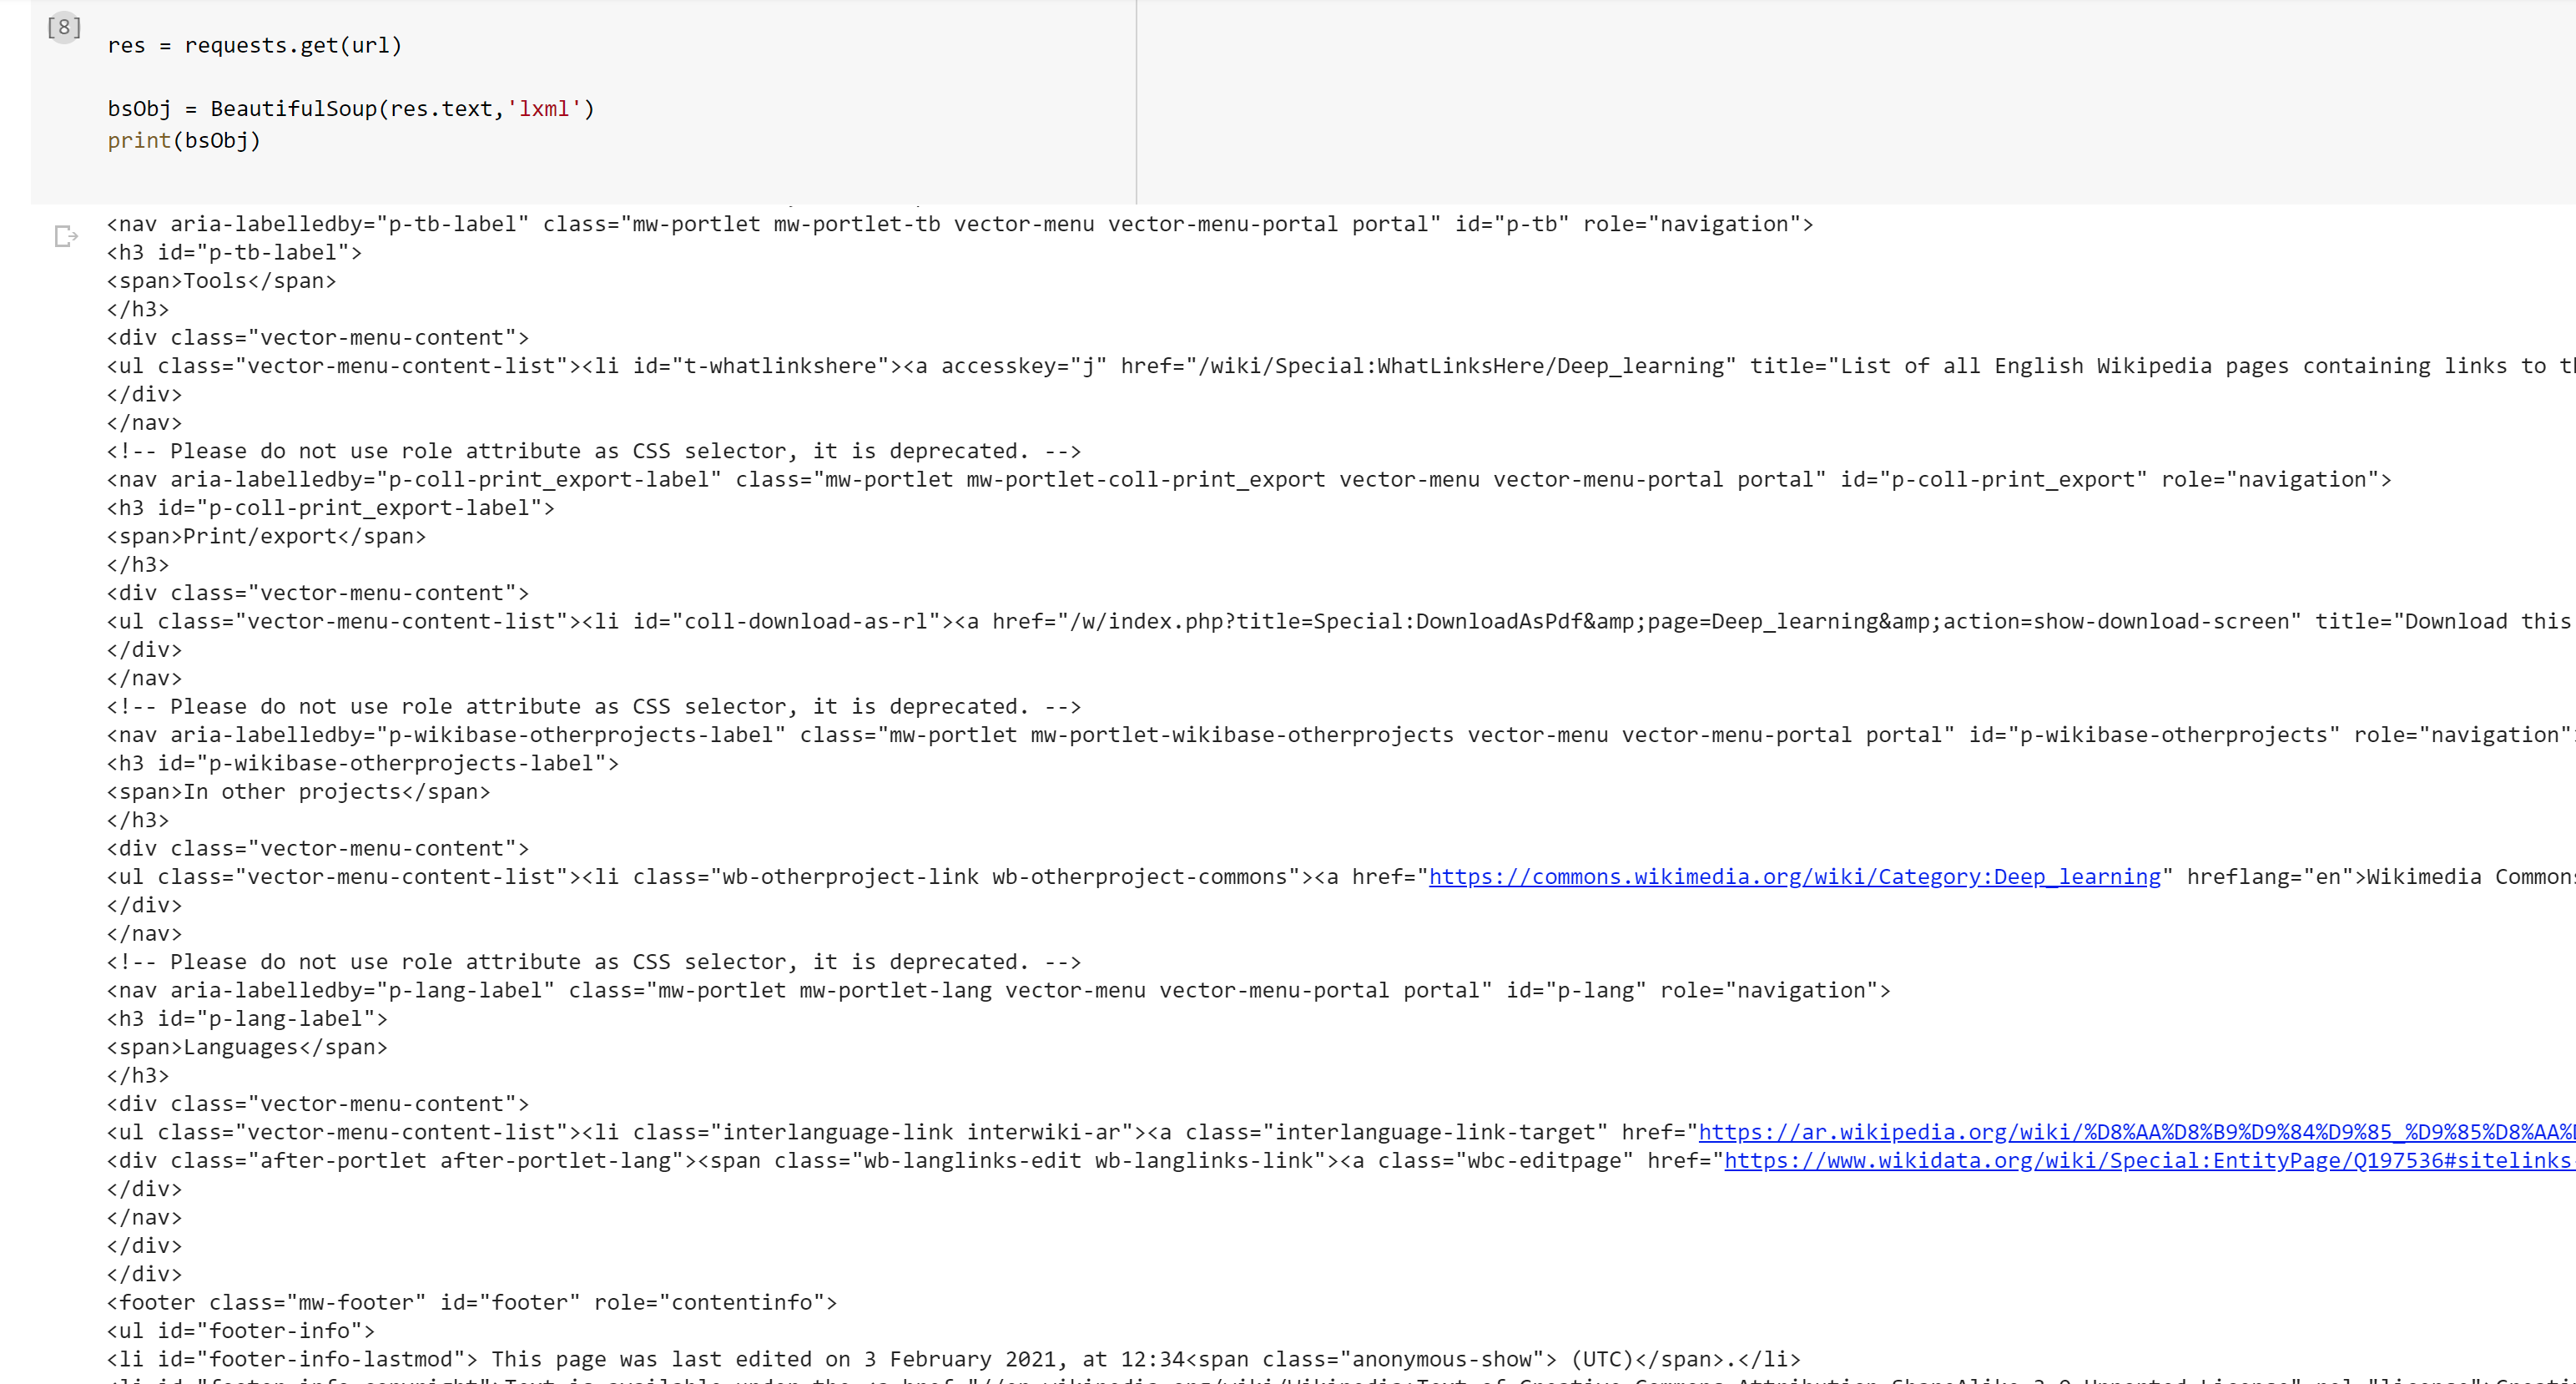 [8]
res = requests.get(url)
bsObj = BeautifulSoup(res.text,'lxml')
print(bsObj)
<nav aria-labelledby="p-tb-label" class="mw-portlet mw-portlet-tb vector-menu vector-menu-portal portal" id="p-tb" role="navigation">
<h3 id="p-tb-label">
<span>Tools</span>
</h3>
<div class="vector-menu-content">
<ul class="vector-menu-content-list"><li id="t-whatlinkshere"><a accesskey="j" href="/wiki/Special:WhatLinksHere/Deep_learning" title="List of all English Wikipedia pages containing links to
</div>
</nav>
<!-- Please do not use role attribute as CSS selector, it is deprecated. -->
<nav aria-labelledby="p-coll-print_export-label" class="mw-portlet mw-portlet-coll-print_export vector-menu vector-menu-portal portal" id="p-coll-print_export" role="navigation">
<h3 id="p-coll-print_export-label">
<span>Print/export</span>
</h3>
<div class="vector-menu-content">
<ul class="vector-menu-content-list"><li id="coll-download-as-rl"><a href="/w/index.php?title=Special:DownloadAsPdf&amp;page=Deep_learning&amp;action=show-download-screen" title="Download this
</div>
</nav>
<!-- Please do not use role attribute as CSS selector, it is deprecated. -->
<nav aria-labelledby="p-wikibase-otherprojects-label" class="mw-portlet mw-portlet-wikibase-otherprojects vector-menu vector-menu-portal portal" id="p-wikibase-otherprojects" role="navigation"
<h3 id="p-wikibase-otherprojects-label">
<span>In other projects</span>
</h3>
<div class="vector-menu-content">
<ul class="vector-menu-content-list"><li class="wb-otherproject-link wb-otherproject-commons"><a href="https://commons.wikimedia.org/wiki/Category:Deep_learning" hreflang="en">Wikimedia Commons
</div>
</nav>
<!-- Please do not use role attribute as CSS selector, it is deprecated. -->
<nav aria-labelledby="p-lang-label" class="mw-portlet mw-portlet-lang vector-menu vector-menu-portal portal" id="p-lang" role="navigation">
<h3 id="p-lang-label">
<span>Languages</span>
</h3>
<div class="vector-menu-content">
<ul class="vector-menu-content-list"><li class="interlanguage-link interwiki-ar"><a class="interlanguage-link-target" href="https://ar.wikipedia.org/wiki/%D8%AA%D8%B9%D9%84%D9%85_%D9%85%D8%AA%
<div class="after-portlet after-portlet-lang"><span class="wb-langlinks-edit wb-langlinks-link"><a class="wbc-editpage" href="https://www.wikidata.org/wiki/Special:EntityPage/Q197536#sitelinks
</div>
</nav>
</div>
</div>
<footer class="mw-footer" id="footer" role="contentinfo">
<ul id="footer-info">
<li id="footer-info-lastmod"> This page was last edited on 3 February 2021, at 12:34<span class="anonymous-show"> (UTC)</span>.</li>